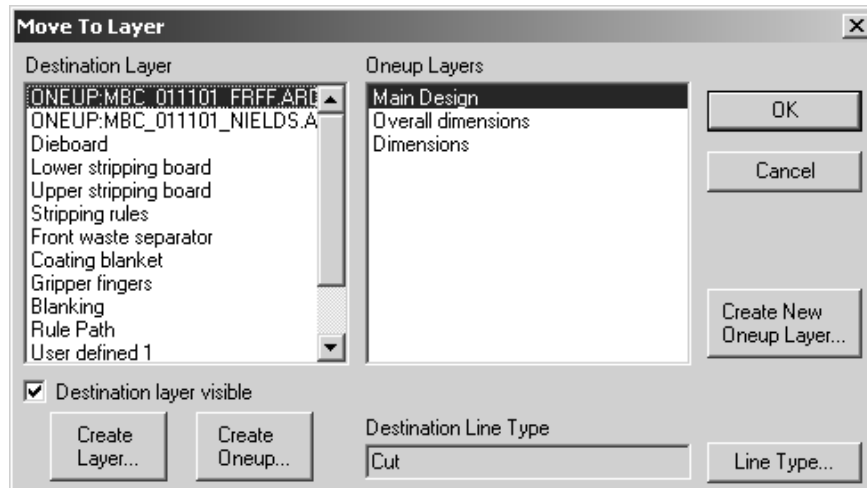 Move To Layer
Destination Layer
ONEUP:MBC_011101_FRFF.ARD
ONEUP:MBC_011101_NIELDS.A
Dieboard
Lower stripping board
Upper stripping board
Stripping rules
Front waste separator
Coating blanket
Gripper fingers
Blanking
Rule Path
User defined 1
Destination layer visible
Create Layer...
Create Oneup...
Oneup Layers
Main Design
Overall dimensions
Dimensions
Destination Line Type
Cut
OK
Cancel
Create New
Oneup Layer...
Line Type...